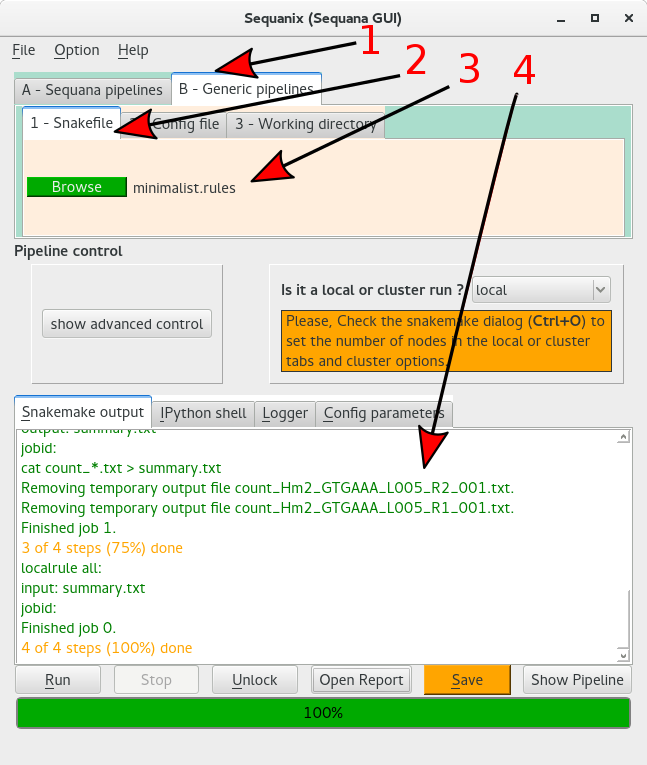 Sequanix (Sequana GUI)
File Option Help
1 2 3 4
A - Sequana pipelines B - Generic pipelines
1 - Snakefile Config file 3 - Working directory
Browse minimalist.rules
Pipeline control
show advanced control
Is it a local or cluster run ? local
Please, Check the snakemake dialog (Ctrl+O) to
set the number of nodes in the local or cluster
tabs and cluster options.
Snakemake output IPython shell Logger Config parameters
output: summary.txt
jobid:
cat count_*.txt > summary.txt
Removing temporary output file count_Hm2_GTGAAA_L005_R2_001.txt.
Removing temporary output file count_Hm2_GTGAAA_L005_R1_001.txt.
Finished job 1.
3 of 4 steps (75%) done
localrule all:
input: summary.txt
jobid:
Finished job 0.
4 of 4 steps (100%) done
Run Stop Unlock Open Report Save Show Pipeline
100%